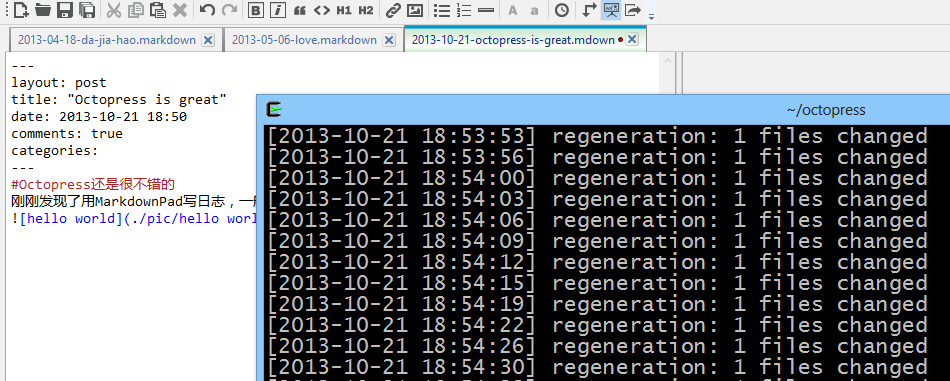 B i “ <> H1 H2 A a
2013-04-18-da-jia-hao.markdown
2013-05-06-love.markdown
2013-10-21-octopress-is-great.mdown
---
layout: post
title: "Octopress is great"
date: 2013-10-21 18:50
comments: true
categories:
---
#Octopress还是很不错的
刚刚发现了用MarkdownPad写日志，一
![hello world](./pic/hello worl
~/octopress
[2013-10-21 18:53:53] regeneration: 1 files changed
[2013-10-21 18:53:56] regeneration: 1 files changed
[2013-10-21 18:54:00] regeneration: 1 files changed
[2013-10-21 18:54:03] regeneration: 1 files changed
[2013-10-21 18:54:06] regeneration: 1 files changed
[2013-10-21 18:54:09] regeneration: 1 files changed
[2013-10-21 18:54:12] regeneration: 1 files changed
[2013-10-21 18:54:15] regeneration: 1 files changed
[2013-10-21 18:54:19] regeneration: 1 files changed
[2013-10-21 18:54:22] regeneration: 1 files changed
[2013-10-21 18:54:26] regeneration: 1 files changed
[2013-10-21 18:54:30] regeneration: 1 files changed